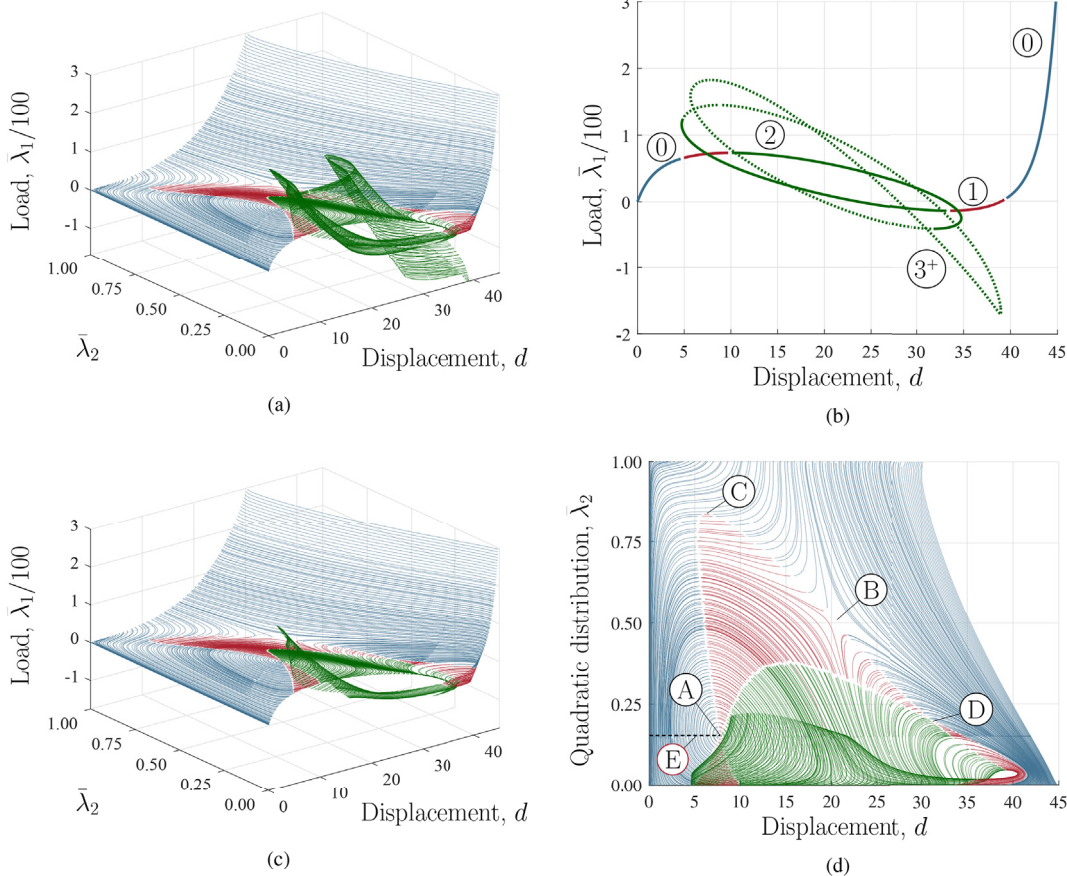 (a)
Load, λ̄₁/100
3
2
1
0
-1
1.00
0.75
0.50
0.25
0.00
λ̄₂
0
10
20
30
40
Displacement, d
(a)
Load, λ̄₁/100
3
2
1
0
-1
-2
0
0
1
2
3⁺
0 5 10 15 20 25 30 35 40 45
Displacement, d
(b)
Load, λ̄₁/100
3
2
1
0
-1
1.00
0.75
0.50
0.25
0.00
λ̄₂
0
10
20
30
40
Displacement, d
(c)
Quadratic distribution, λ̄₂
1.00
0.75
0.50
0.25
0.00
C
B
A
D
E
0 5 10 15 20 25 30 35 40 45
Displacement, d
(d)